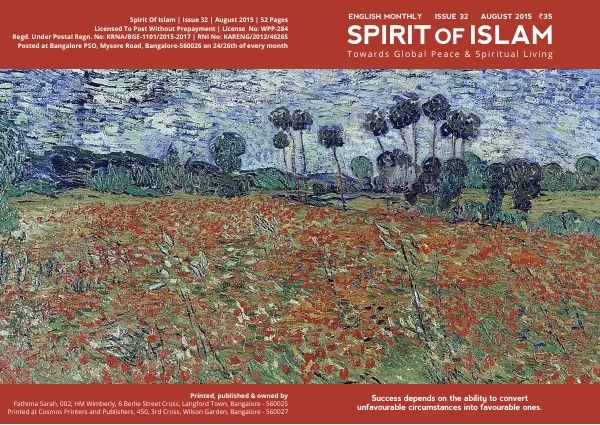 Spirit Of Islam | Issue 32 | August 2015 | 52 Pages
Licensed To Post Without Prepayment | License No: WPP-284
Regd. Under Postal Regn. No: KRNA/BGE-1101/2015-2017 | RNI No: KARENG/2012/46265
Posted at Bangalore PSO, Mysore Road, Bangalore-560026 on 24/26th of every month
ENGLISH MONTHLY ISSUE 32 AUGUST 2015 ₹35
SPIRIT OF ISLAM
Towards Global Peace & Spiritual Living
Printed, published & owned by
Fathima Sarah, 002, HM Wimberly, 6 Berlie Street Cross, Langford Town, Bangalore - 560025
Printed at Cosmos Printers and Publishers, 450, 3rd Cross, Wilson Garden, Bangalore - 560027
Success depends on the ability to convert
unfavourable circumstances into favourable ones.